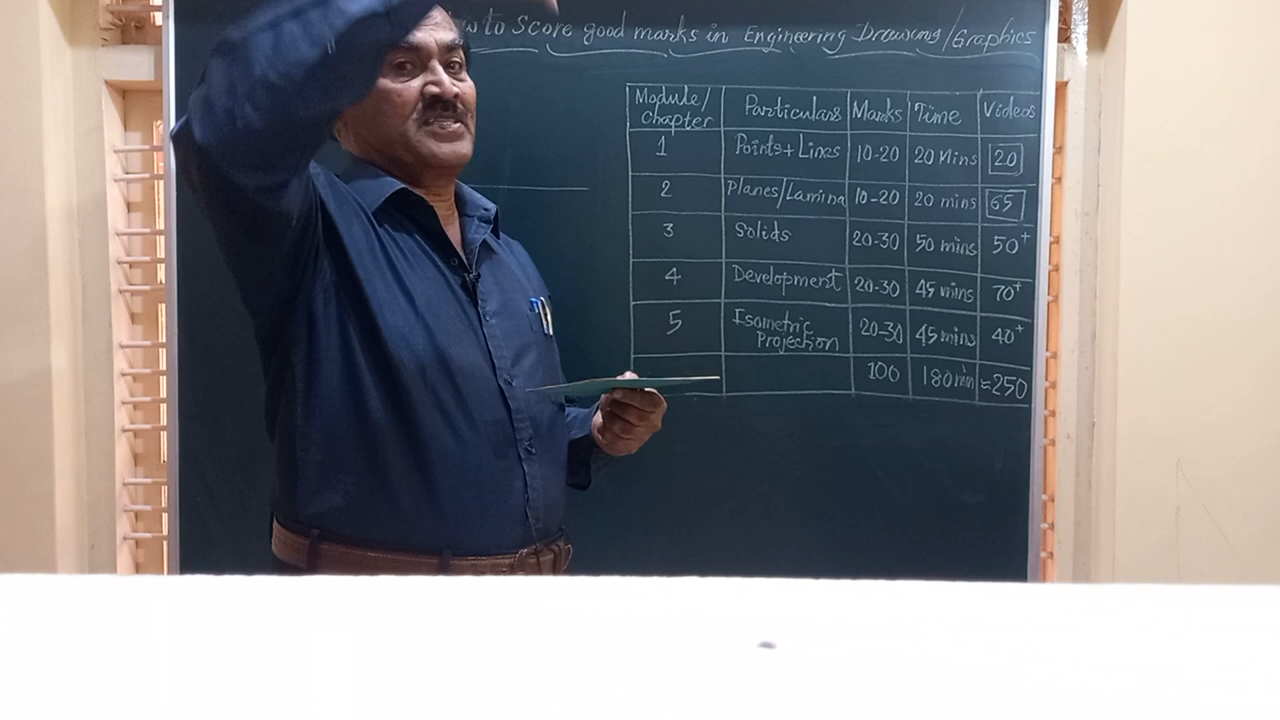 to Score good marks in Engineering Drawing/Graphics
Module/ Chapter Particulars Marks Time Videos
1 Points+Lines 10-20 20 Mins 20
2 Planes/Lamina 10-20 20 mins 65
3 Solids 20-30 50 mins 50+
4 Development 20-30 45 mins 70+
5 Isometric Projection 20-30 45 mins 40+
100 180 min ≈250